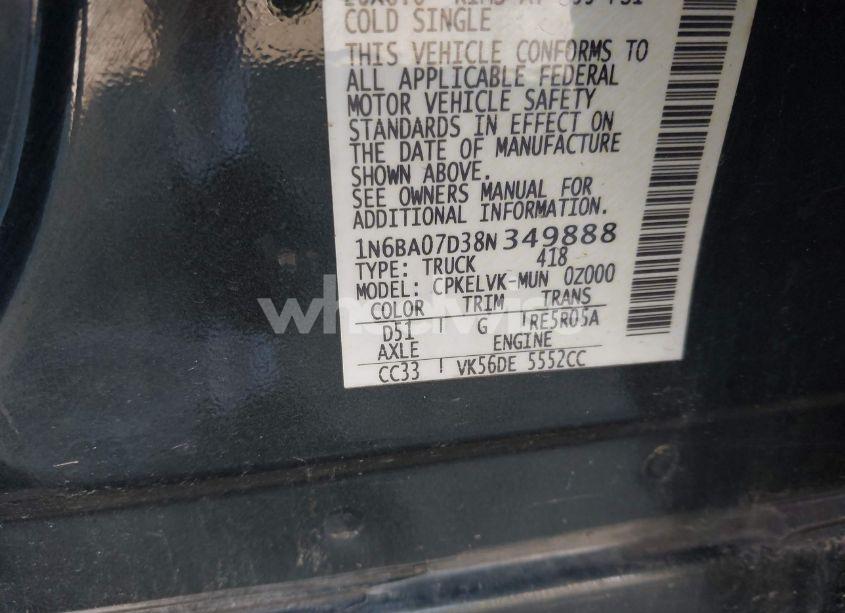 COLD SINGLE
THIS VEHICLE CONFORMS TO
ALL APPLICABLE FEDERAL
MOTOR VEHICLE SAFETY
STANDARDS IN EFFECT ON
THE DATE OF MANUFACTURE
SHOWN ABOVE.
SEE OWNERS MANUAL FOR
ADDITIONAL INFORMATION.
1N6BA07D38N 349888
TYPE: TRUCK 418
MODEL: CPKELVK-MUN 0Z000
COLOR TRIM TRANS
D51 G RE5R05A
AXLE ENGINE
CC33 VK56DE 5552CC